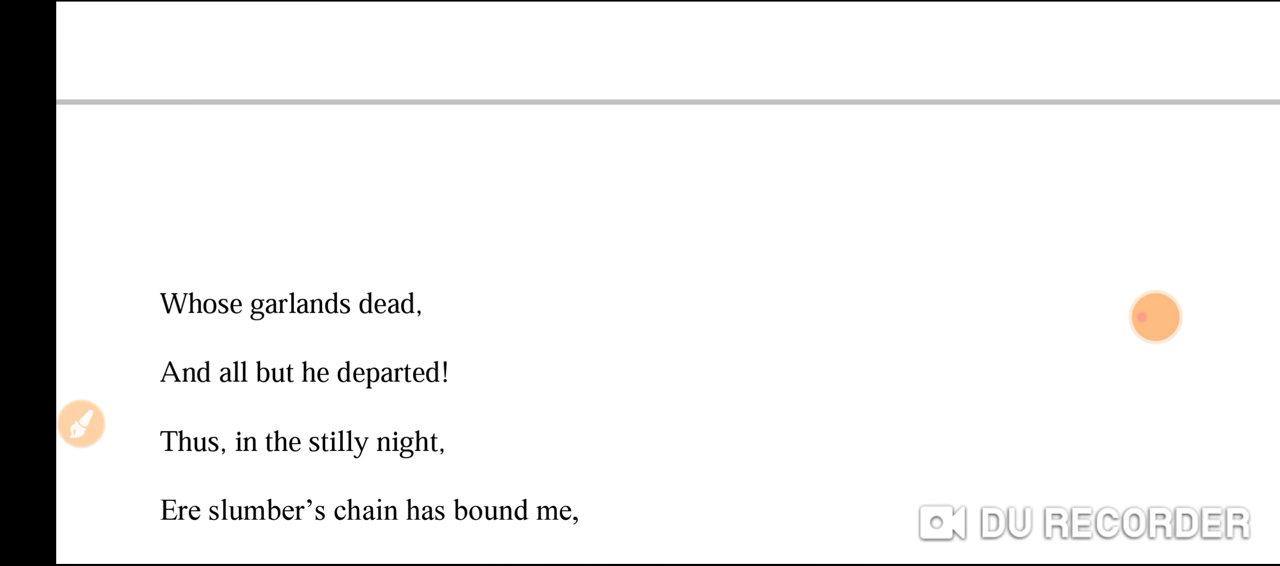 Whose garlands dead,
And all but he departed!
Thus, in the stilly night,
Ere slumber’s chain has bound me,
DU RECORDER